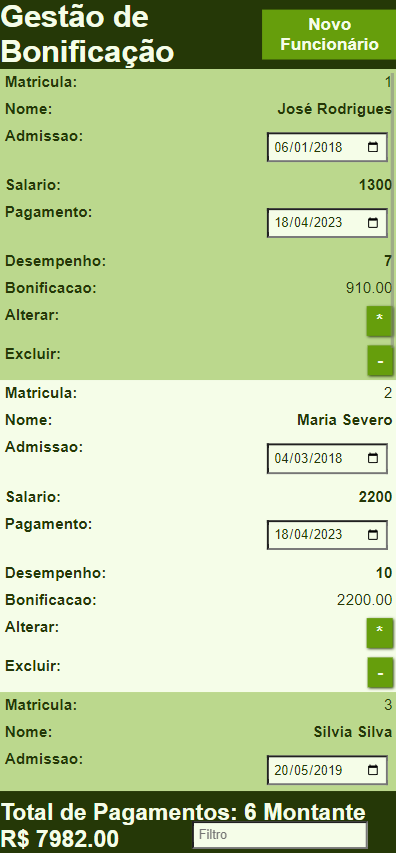 Gestão de
Bonificação
Novo
Funcionário
Matricula: 1
Nome: José Rodrigues
Admissao: 06/01/2018
Salario: 1300
Pagamento: 18/04/2023
Desempenho: 7
Bonificacao: 910.00
Alterar: *
Excluir: -
Matricula: 2
Nome: Maria Severo
Admissao: 04/03/2018
Salario: 2200
Pagamento: 18/04/2023
Desempenho: 10
Bonificacao: 2200.00
Alterar: *
Excluir: -
Matricula: 3
Nome: Silvia Silva
Admissao: 20/05/2019
Total de Pagamentos: 6 Montante
R$ 7982.00
Filtro